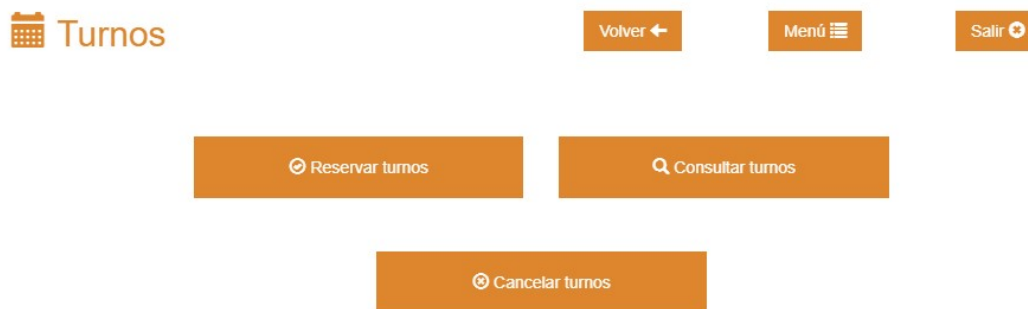 Turnos
Volver
Menú
Salir
Reservar turnos
Consultar turnos
Cancelar turnos